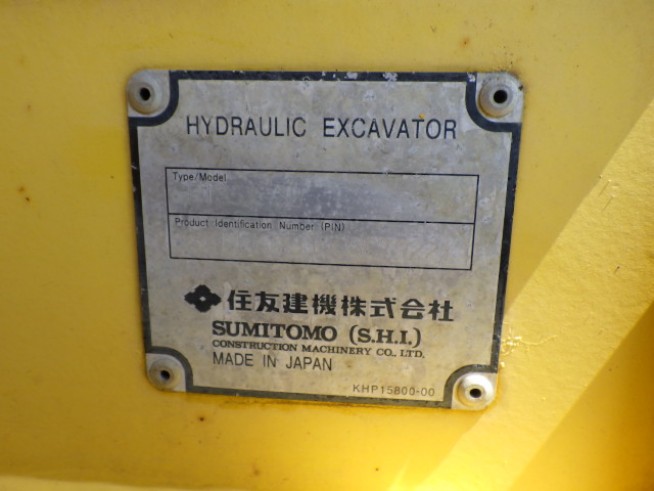 HYDRAULIC EXCAVATOR
Type/Model
Product Identification Number (PIN)
住友建機株式会社
SUMITOMO (S.H.I.)
CONSTRUCTION MACHINERY CO., LTD.
MADE IN JAPAN
KHP15800-00